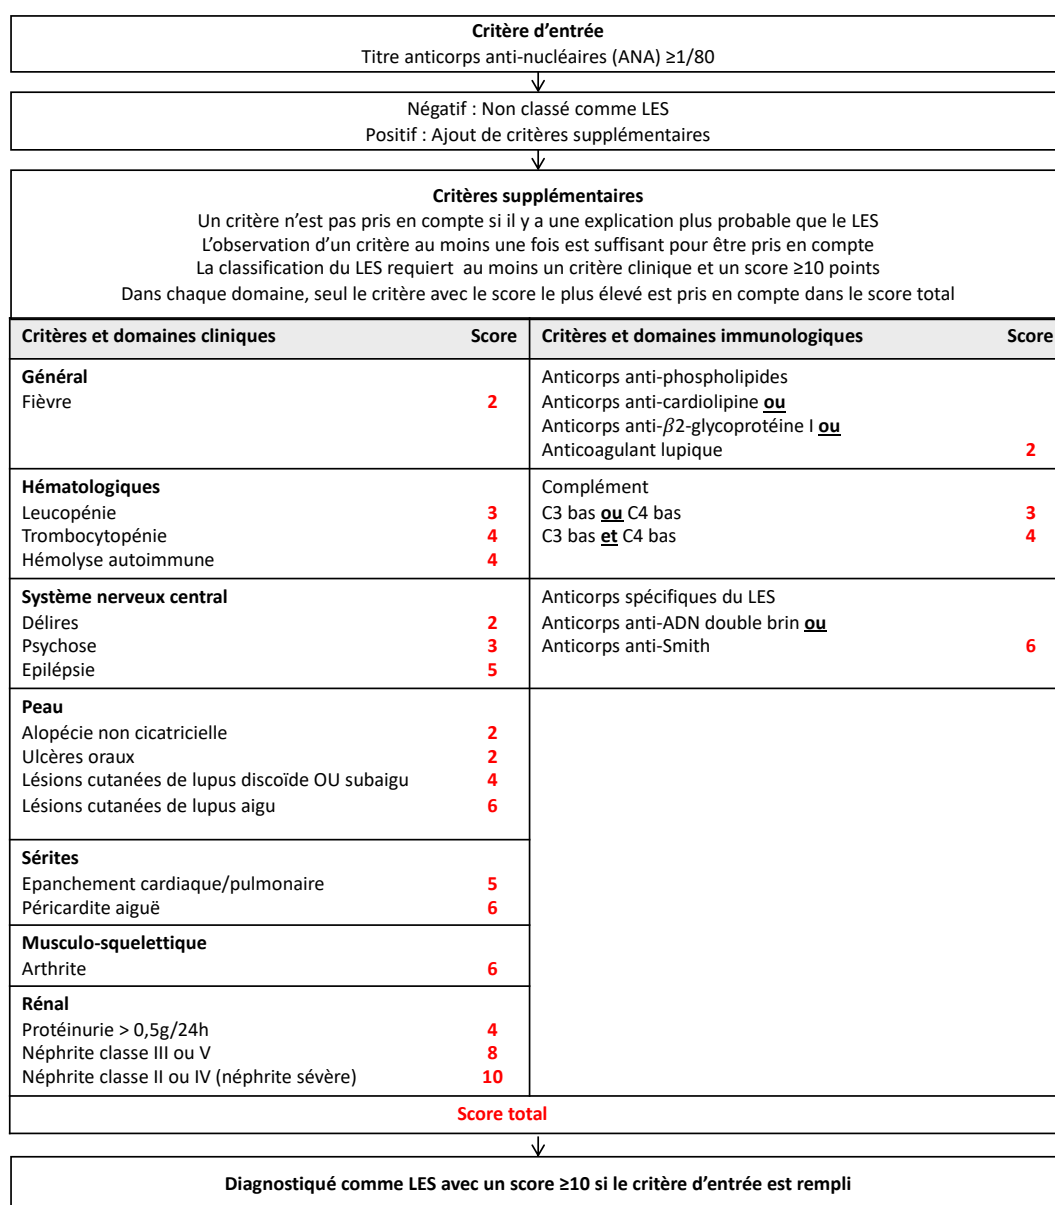 Critère d'entrée
Titre anticorps anti-nucléaires (ANA) ≥1/80
Négatif : Non classé comme LES
Positif : Ajout de critères supplémentaires
Critères supplémentaires
Un critère n'est pas pris en compte si il y a une explication plus probable que le LES
L'observation d'un critère au moins une fois est suffisant pour être pris en compte
La classification du LES requiert au moins un critère clinique et un score ≥10 points
Dans chaque domaine, seul le critère avec le score le plus élevé est pris en compte dans le score total
Critères et domaines cliniques Score Critères et domaines immunologiques Score
Général
Fièvre 2
Anticorps anti-phospholipides
Anticorps anti-cardiolipine ou
Anticorps anti-β2-glycoprotéine I ou
Anticoagulant lupique 2
Hématologiques
Leucopénie 3
Trombocytopénie 4
Hémolyse autoimmune 4
Complément
C3 bas ou C4 bas 3
C3 bas et C4 bas 4
Système nerveux central
Délires 2
Psychose 3
Epilépsie 5
Anticorps spécifiques du LES
Anticorps anti-ADN double brin ou
Anticorps anti-Smith 6
Peau
Alopécie non cicatricielle 2
Ulcères oraux 2
Lésions cutanées de lupus discoïde OU subaigu 4
Lésions cutanées de lupus aigu 6
Sérites
Epanchement cardiaque/pulmonaire 5
Péricardite aiguë 6
Musculo-squelettique
Arthrite 6
Rénal
Protéinurie > 0,5g/24h 4
Néphrite classe III ou V 8
Néphrite classe II ou IV (néphrite sévère) 10
Score total
Diagnostiqué comme LES avec un score ≥10 si le critère d'entrée est rempli